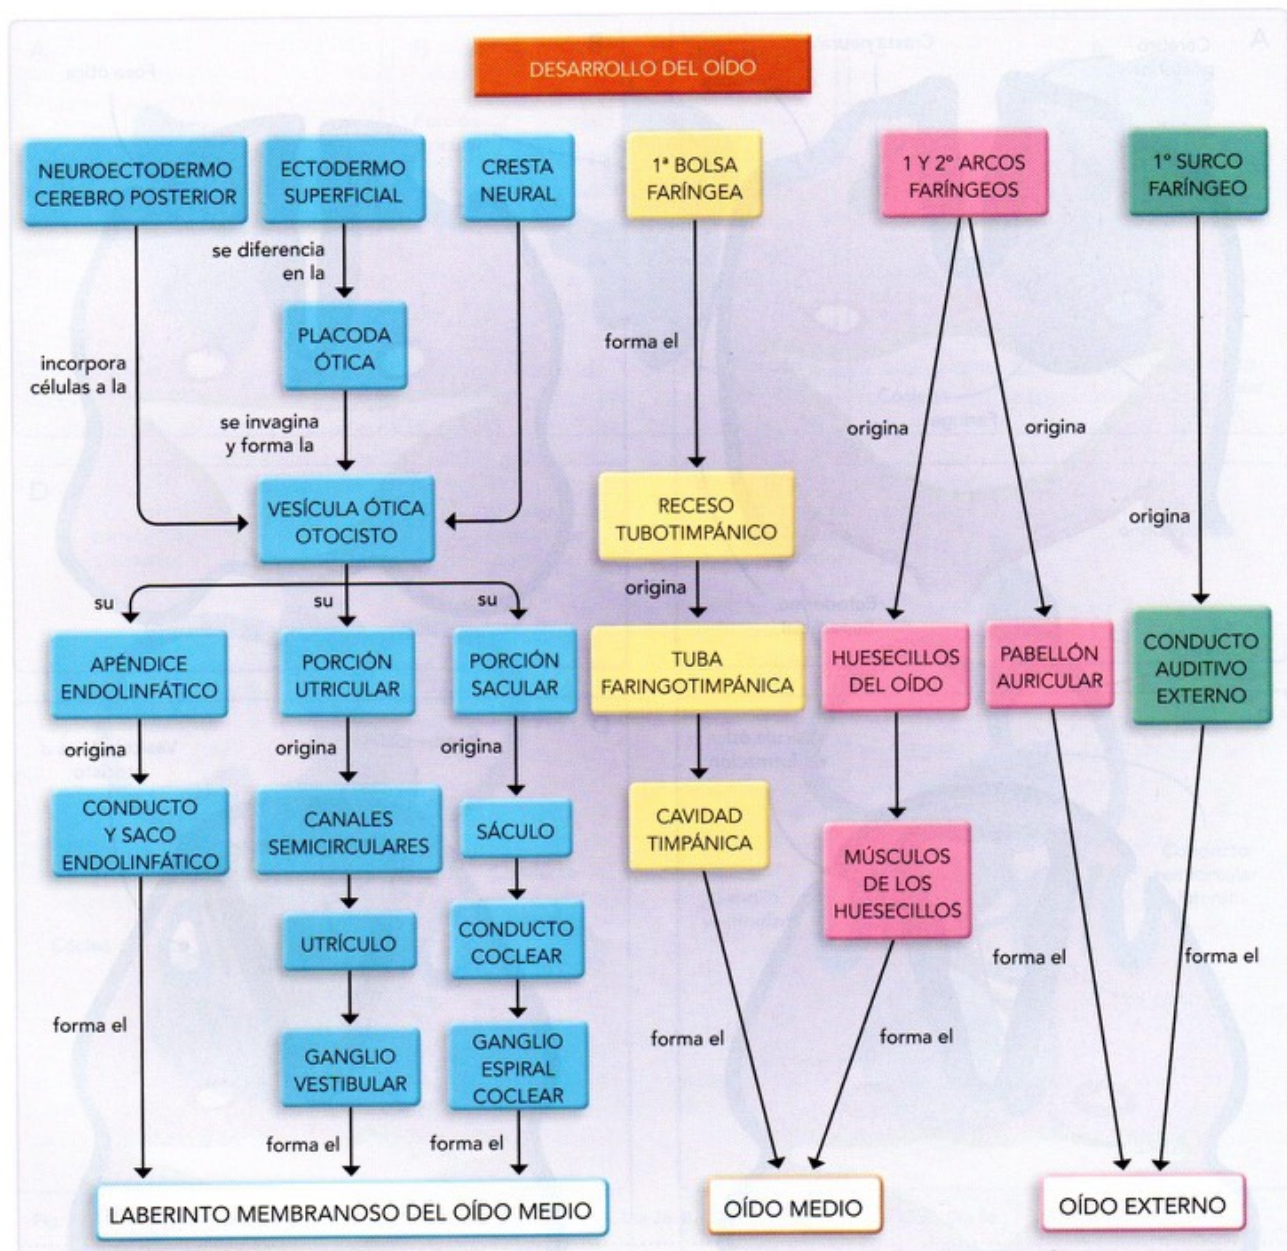 DESARROLLO DEL OÍDO
NEUROECTODERMO
CEREBRO POSTERIOR
ECTODERMO
SUPERFICIAL
CRESTA
NEURAL
1ª BOLSA
FARÍNGEA
1 Y 2º ARCOS
FARÍNGEOS
1º SURCO
FARÍNGEO
se diferencia
en la
PLACODA
ÓTICA
incorpora
células a la
se invagina
y forma la
forma el
origina
origina
VESÍCULA ÓTICA
OTOCISTO
RECESO
TUBOTIMPÁNICO
origina
su
su
su
origina
APÉNDICE
ENDOLINFÁTICO
PORCIÓN
UTRICULAR
PORCIÓN
SACULAR
TUBA
FARINGOTIMPÁNICA
HUESECILLOS
DEL OÍDO
PABELLÓN
AURICULAR
CONDUCTO
AUDITIVO
EXTERNO
origina
origina
origina
CONDUCTO
Y SACO
ENDOLINFÁTICO
CANALES
SEMICIRCULARES
SÁCULO
CAVIDAD
TIMPÁNICA
MÚSCULOS
DE LOS
HUESECILLOS
UTRÍCULO
CONDUCTO
COCLEAR
forma el
forma el
forma el
GANGLIO
VESTIBULAR
GANGLIO
ESPIRAL
COCLEAR
forma el
forma el
forma el
forma el
LABERINTO MEMBRANOSO DEL OÍDO MEDIO
OÍDO MEDIO
OÍDO EXTERNO